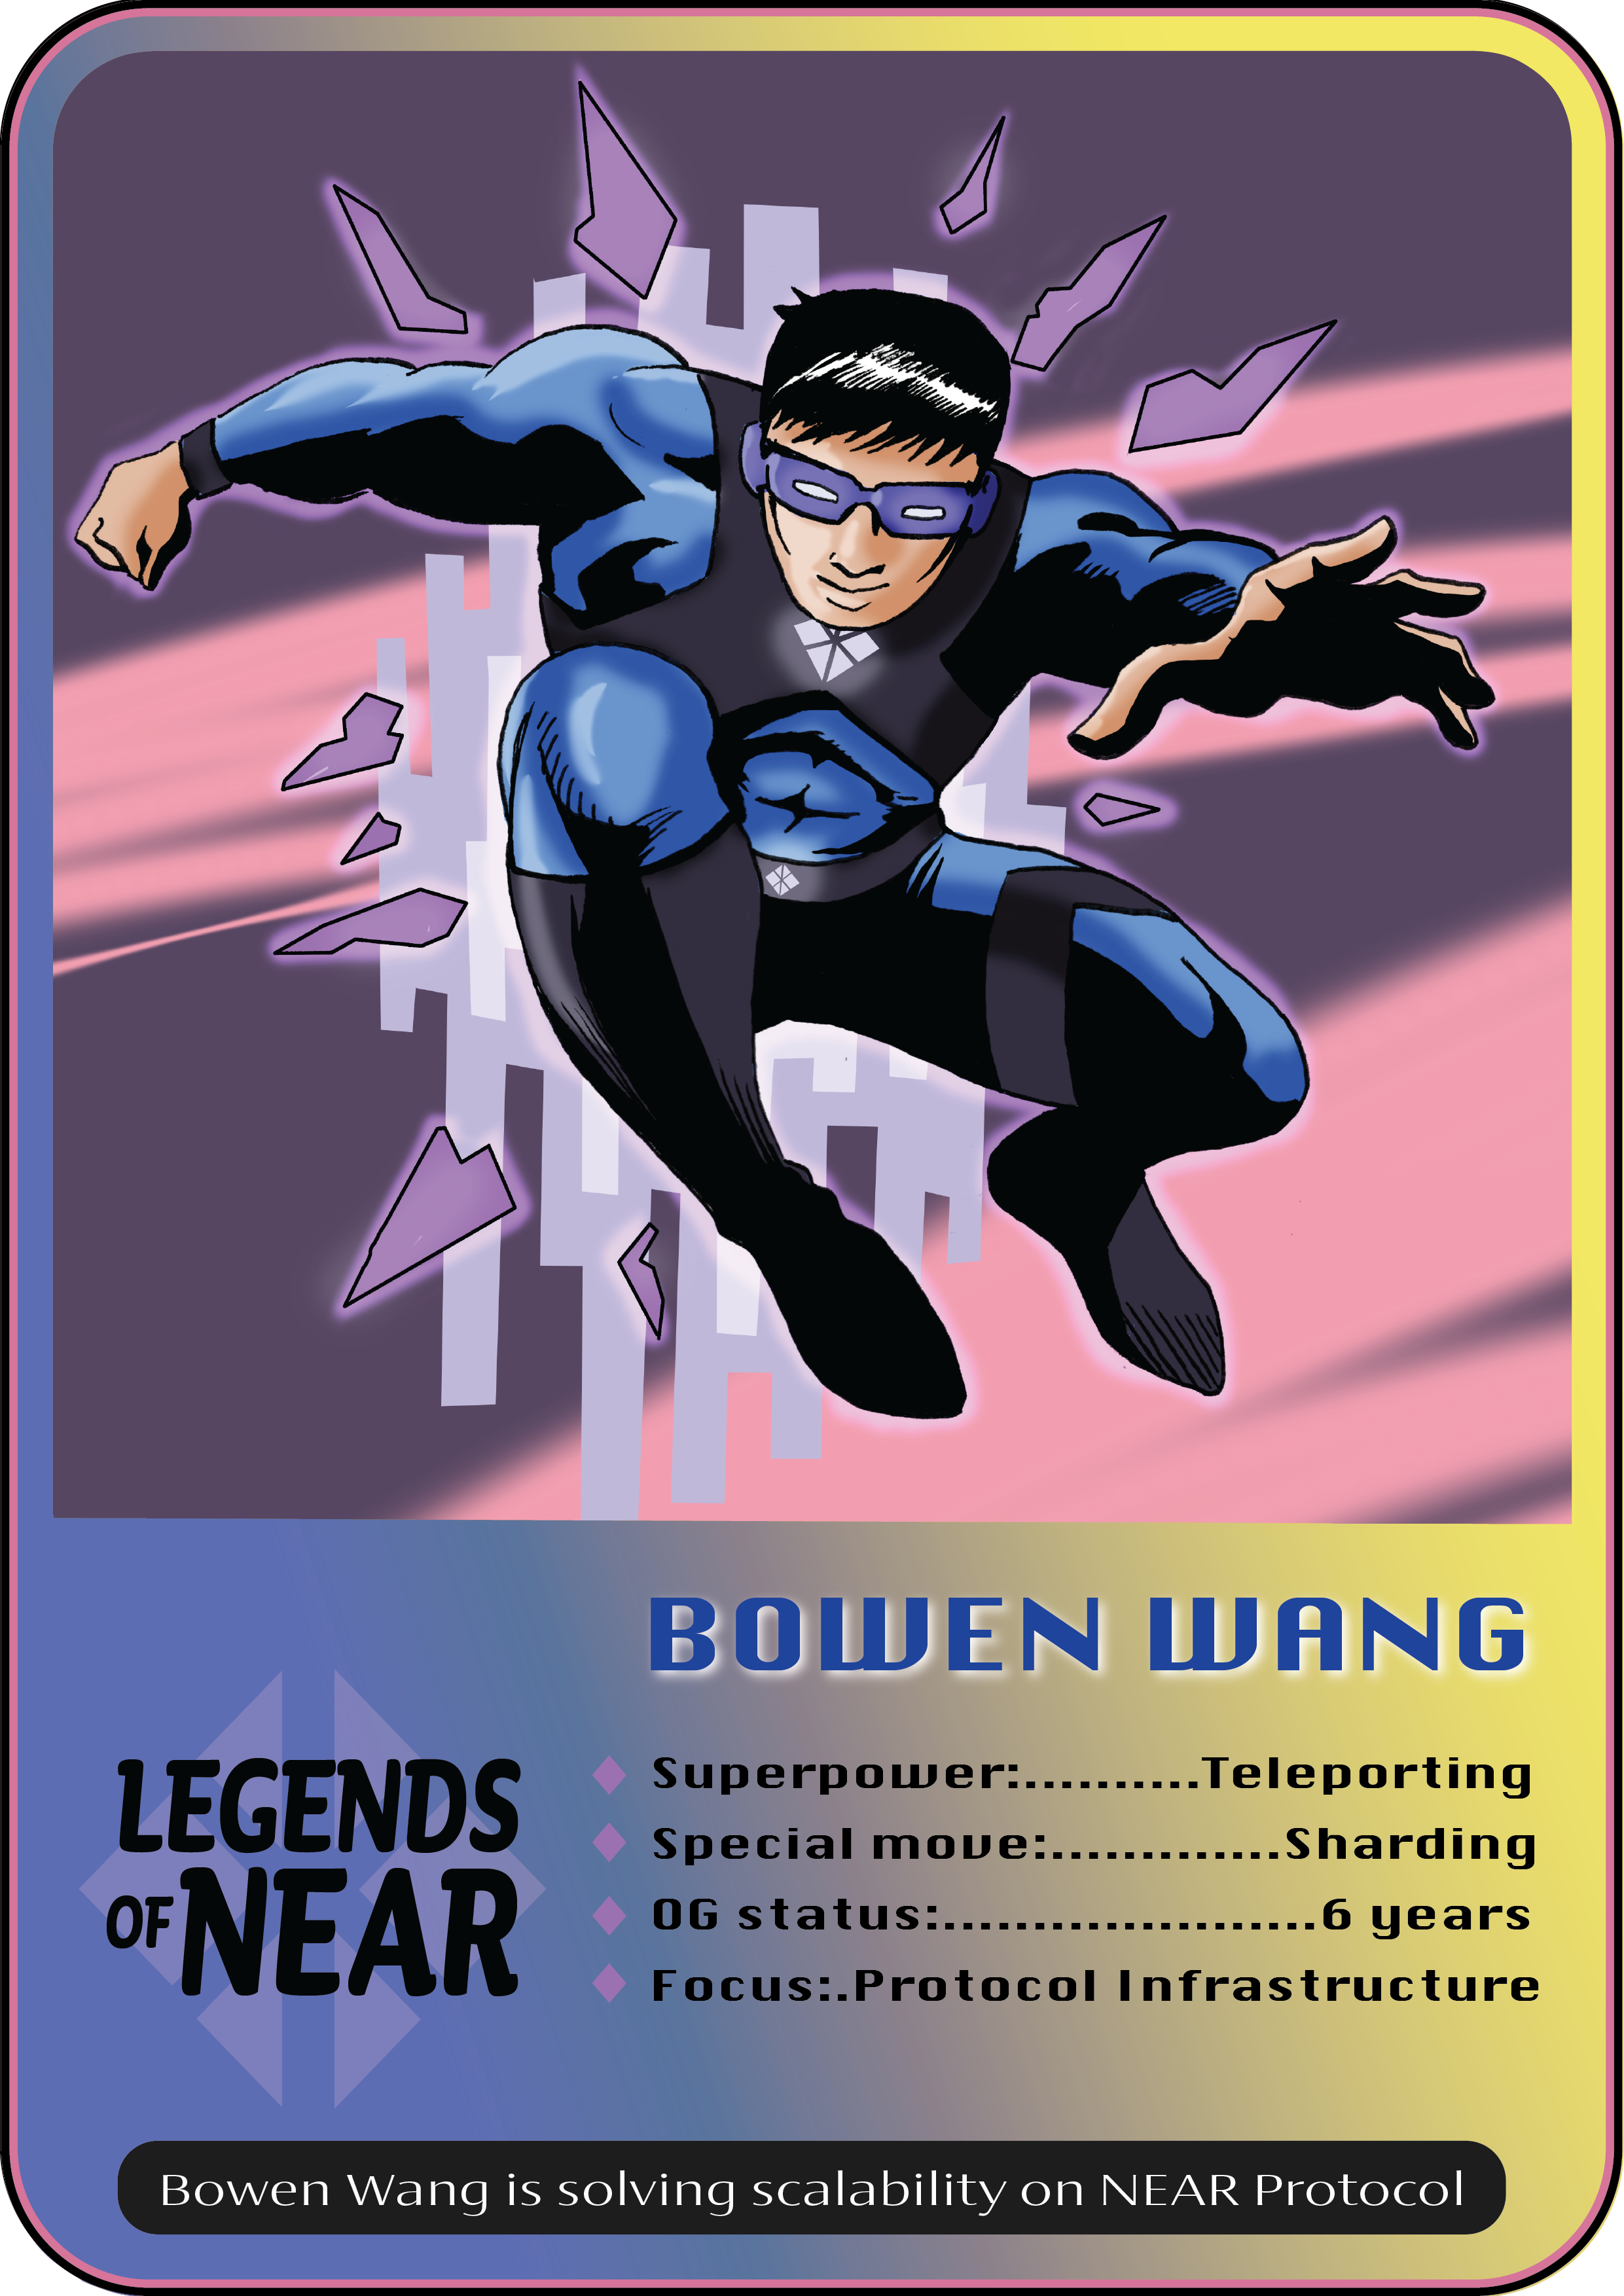 BOWEN WANG
LEGENDS
OF NEAR
Superpower:..........Teleporting
Special move:.............Sharding
OG status:.....................6 years
Focus:.Protocol Infrastructure
Bowen Wang is solving scalability on NEAR Protocol